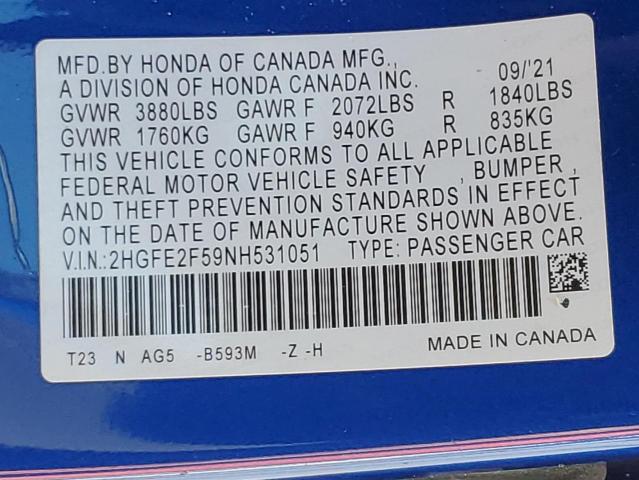 MFD.BY HONDA OF CANADA MFG.,
A DIVISION OF HONDA CANADA INC. 09/'21
GVWR 3880LBS GAWR F 2072LBS R 1840LBS
GVWR 1760KG GAWR F 940KG R 835KG
THIS VEHICLE CONFORMS TO ALL APPLICABLE
FEDERAL MOTOR VEHICLE SAFETY , BUMPER ,
AND THEFT PREVENTION STANDARDS IN EFFECT
ON THE DATE OF MANUFACTURE SHOWN ABOVE.
V.I.N.:2HGFE2F59NH531051 TYPE: PASSENGER CAR
T23 N AG5 -B593M -Z -H MADE IN CANADA